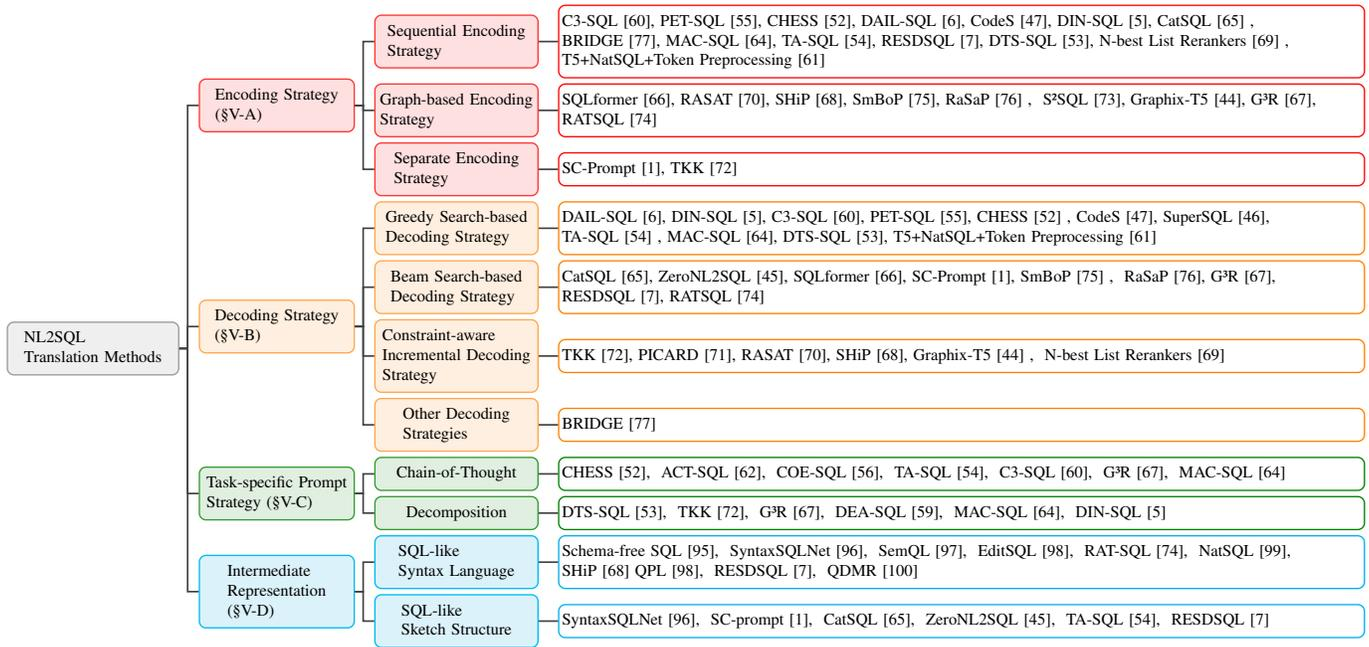 NL2SQL
Translation Methods
Encoding Strategy
(§V-A)
Sequential Encoding
Strategy
C3-SQL [60], PET-SQL [55], CHESS [52], DAIL-SQL [6], CodeS [47], DIN-SQL [5], CatSQL [65] ,
BRIDGE [77], MAC-SQL [64], TA-SQL [54], RESDSQL [7], DTS-SQL [53], N-best List Rerankers [69] ,
T5+NatSQL+Token Preprocessing [61]
Graph-based Encoding
Strategy
SQLformer [66], RASAT [70], SHiP [68], SmBoP [75], RaSaP [76] , S²SQL [73], Graphix-T5 [44], G³R [67],
RATSQL [74]
Separate Encoding
Strategy
SC-Prompt [1], TKK [72]
Decoding Strategy
(§V-B)
Greedy Search-based
Decoding Strategy
DAIL-SQL [6], DIN-SQL [5], C3-SQL [60], PET-SQL [55], CHESS [52] , CodeS [47], SuperSQL [46],
TA-SQL [54] , MAC-SQL [64], DTS-SQL [53], T5+NatSQL+Token Preprocessing [61]
Beam Search-based
Decoding Strategy
CatSQL [65], ZeroNL2SQL [45], SQLformer [66], SC-Prompt [1], SmBoP [75] , RaSaP [76], G³R [67],
RESDSQL [7], RATSQL [74]
Constraint-aware
Incremental Decoding
Strategy
TKK [72], PICARD [71], RASAT [70], SHiP [68], Graphix-T5 [44] , N-best List Rerankers [69]
Other Decoding
Strategies
BRIDGE [77]
Task-specific Prompt
Strategy (§V-C)
Chain-of-Thought
CHESS [52], ACT-SQL [62], COE-SQL [56], TA-SQL [54], C3-SQL [60], G³R [67], MAC-SQL [64]
Decomposition
DTS-SQL [53], TKK [72], G³R [67], DEA-SQL [59], MAC-SQL [64], DIN-SQL [5]
Intermediate
Representation
(§V-D)
SQL-like
Syntax Language
Schema-free SQL [95], SyntaxSQLNet [96], SemQL [97], EditSQL [98], RAT-SQL [74], NatSQL [99],
SHiP [68] QPL [98], RESDSQL [7], QDMR [100]
SQL-like
Sketch Structure
SyntaxSQLNet [96], SC-prompt [1], CatSQL [65], ZeroNL2SQL [45], TA-SQL [54], RESDSQL [7]